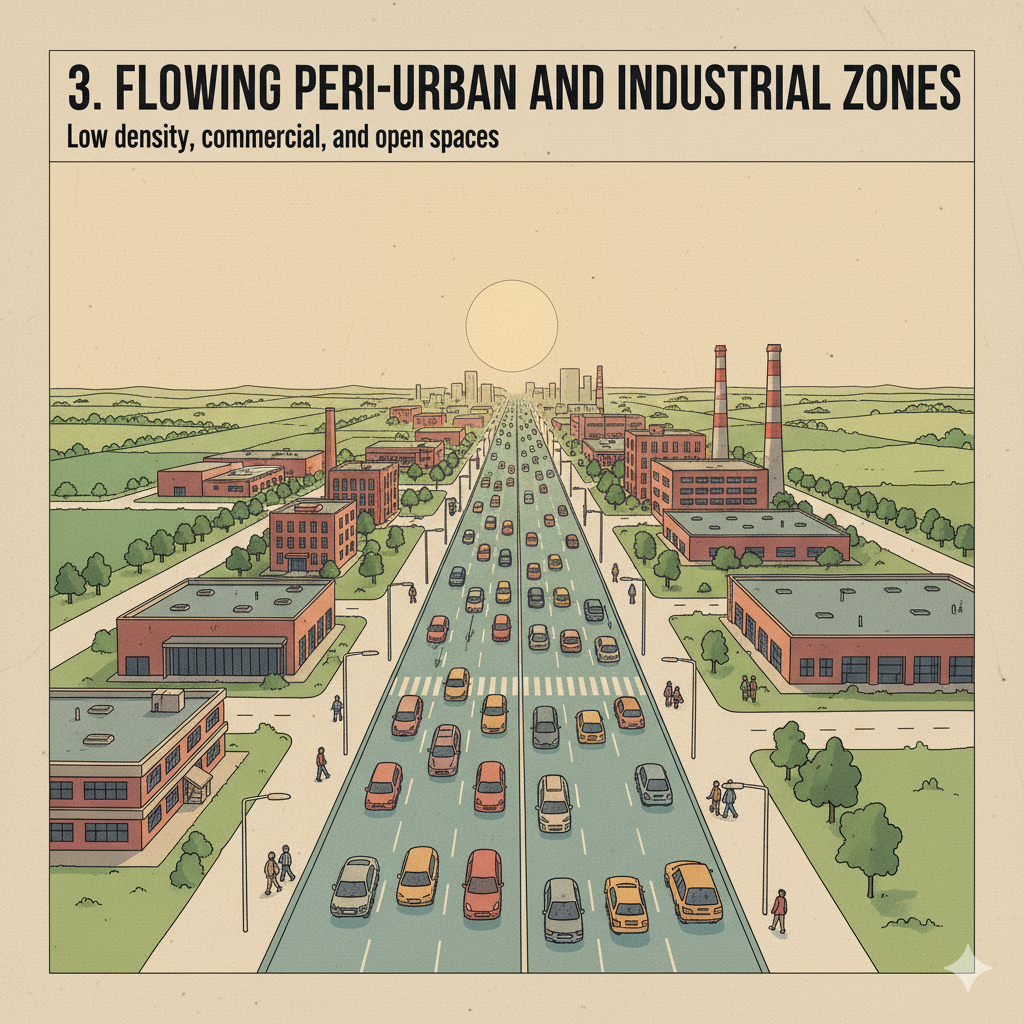 3. FLOWING PERI-URBAN AND INDUSTRIAL ZONES
Low density, commercial, and open spaces